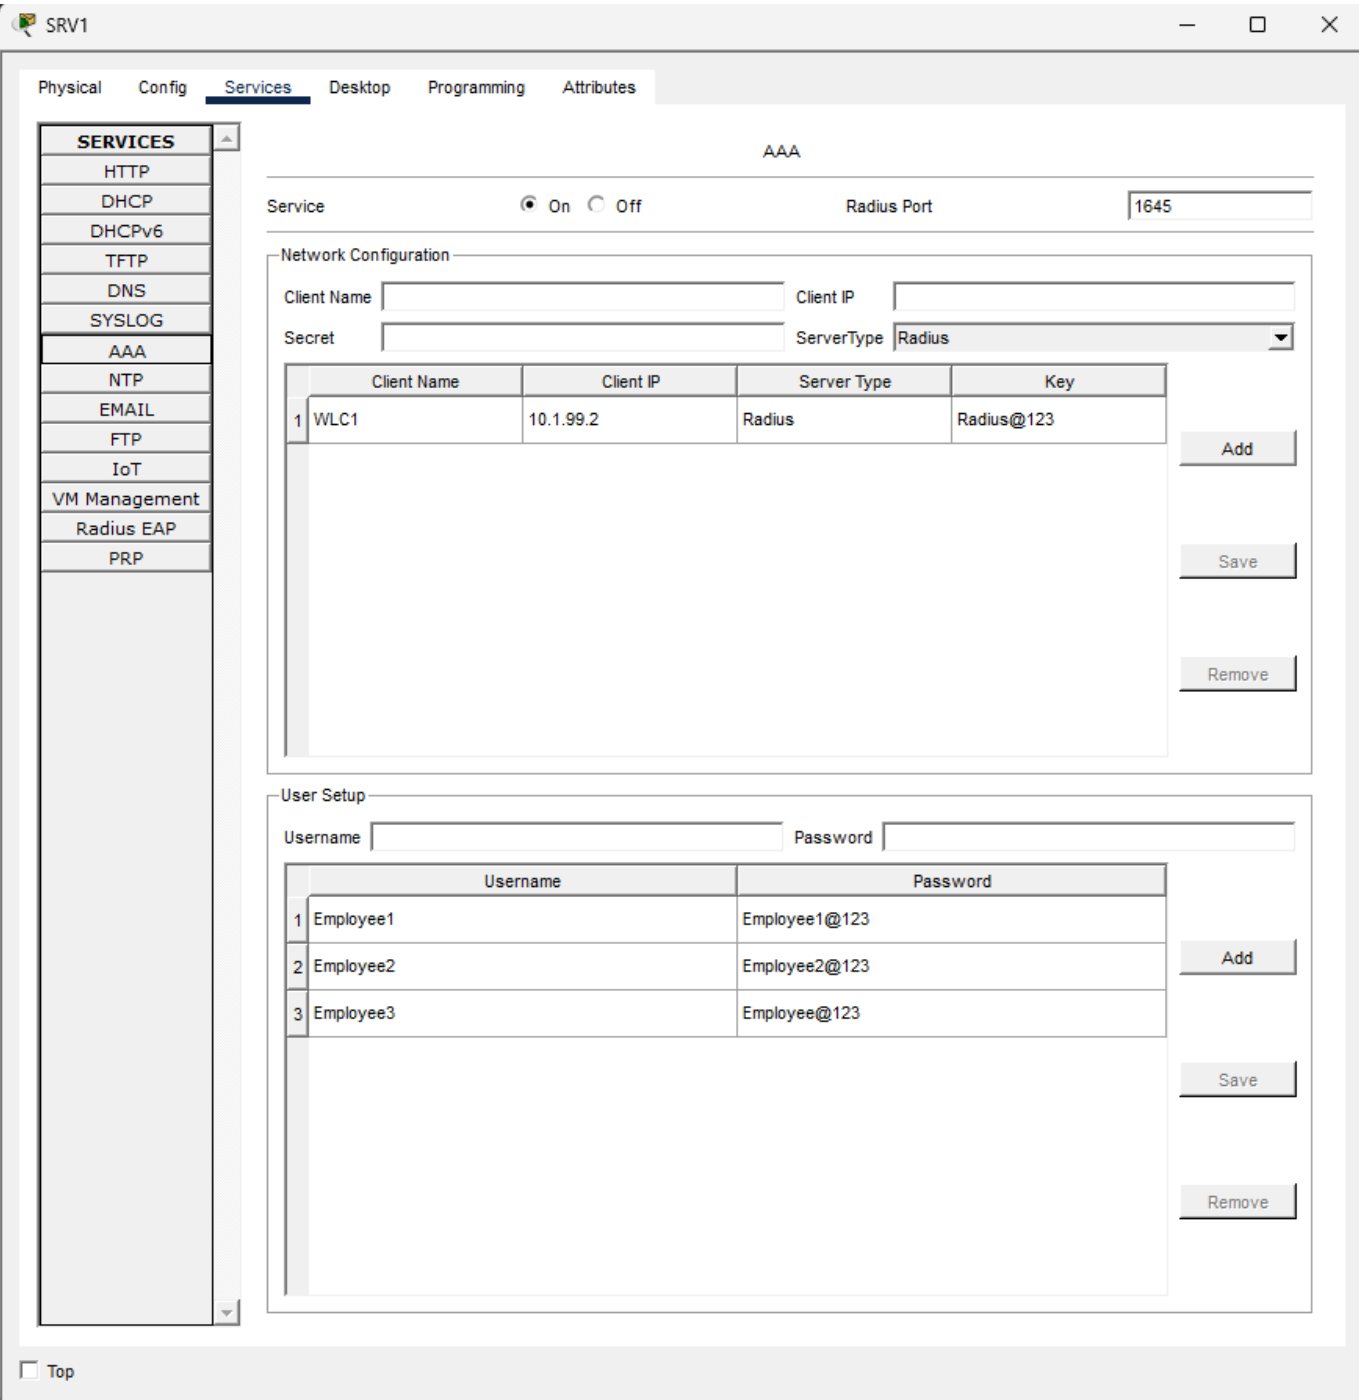 SRV1
Physical Config Services Desktop Programming Attributes
SERVICES
HTTP
DHCP
DHCPv6
TFTP
DNS
SYSLOG
AAA
NTP
EMAIL
FTP
IoT
VM Management
Radius EAP
PRP
AAA
Service On Off Radius Port 1645
Network Configuration
Client Name Client IP
Secret ServerType Radius
Client Name Client IP Server Type Key
1 WLC1 10.1.99.2 Radius Radius@123
Add
Save
Remove
User Setup
Username Password
Username Password
1 Employee1 Employee1@123
2 Employee2 Employee2@123
3 Employee3 Employee@123
Add
Save
Remove
Top